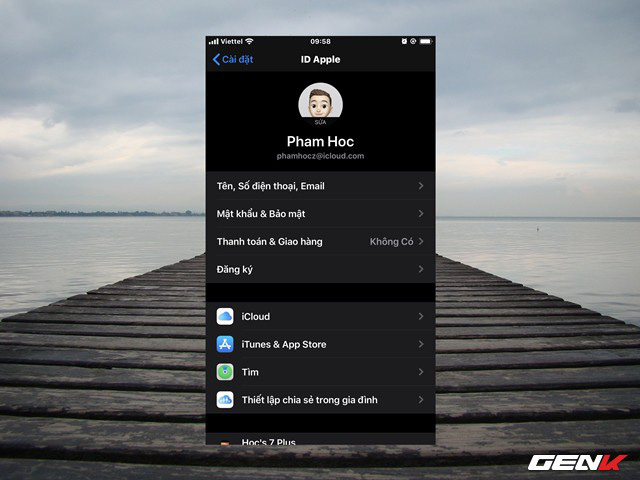 Viettel 09:58
Cài đặt ID Apple
SỬA
Pham Hoc
phamhocz@icloud.com
Tên, Số điện thoại, Email
Mật khẩu & Bảo mật
Thanh toán & Giao hàng Không Có
Đăng ký
iCloud
iTunes & App Store
Tìm
Thiết lập chia sẻ trong gia đình
Hoc's 7 Plus
GENK